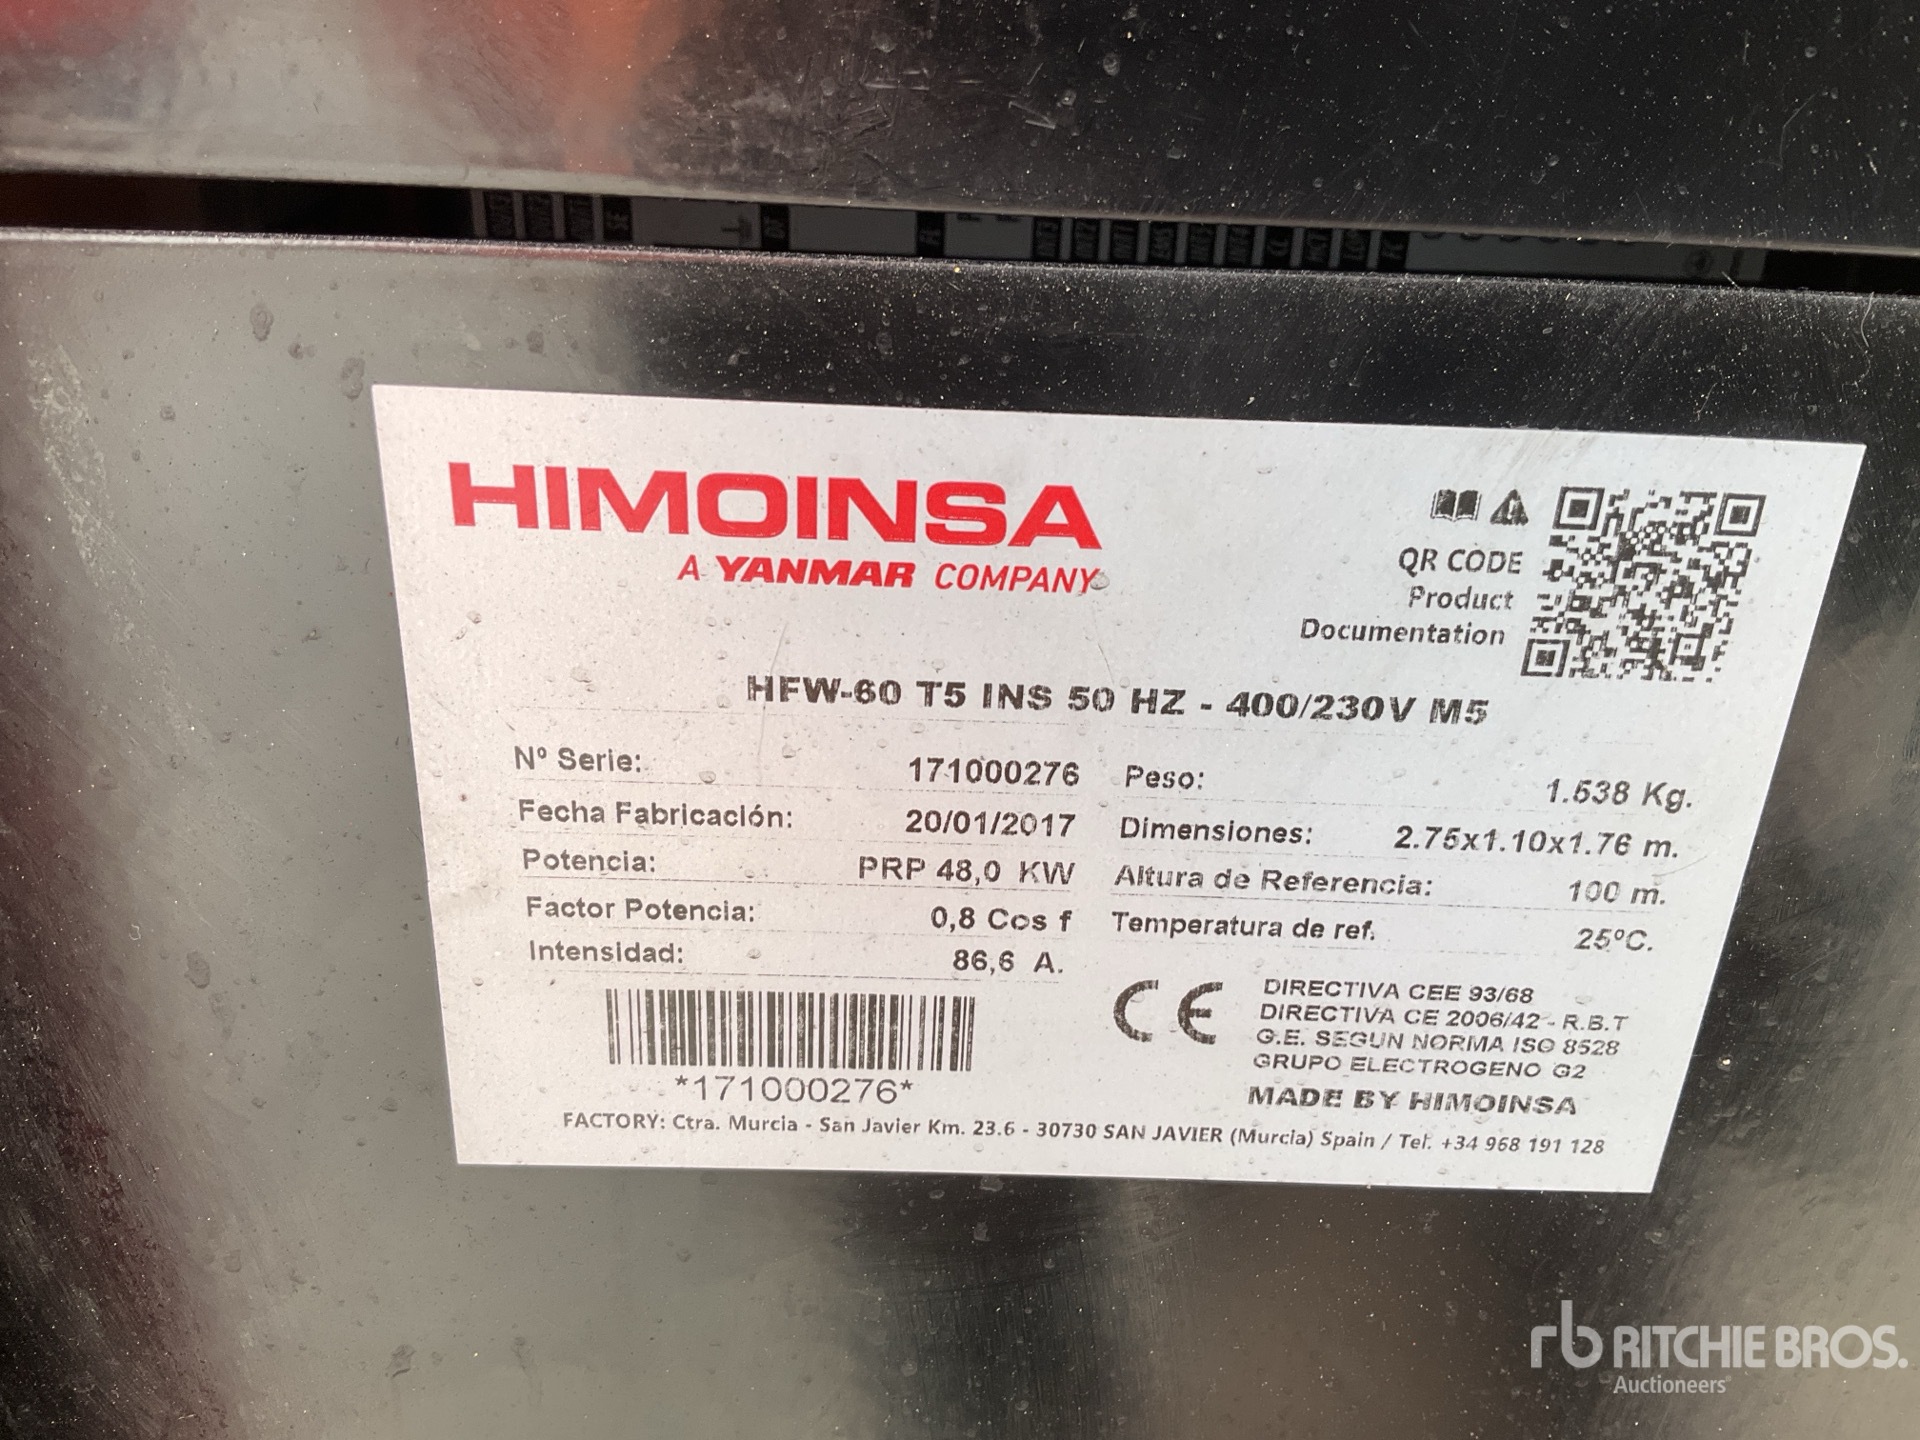 SE
DT
FL
HIMOINSA
A YANMAR COMPANY
QR CODE
Product
Documentation
HFW-60 T5 INS 50 HZ - 400/230V M5
Nº Serie: 171000276 Peso: 1.538 Kg.
Fecha Fabricación: 20/01/2017 Dimensiones: 2.75x1.10x1.76 m.
Potencia: PRP 48,0 KW Altura de Referencia: 100 m.
Factor Potencia: 0,8 Cos f Temperatura de ref. 25ºC.
Intensidad: 86,6 A.
*171000276*
CE
DIRECTIVA CEE 93/68
DIRECTIVA CE 2006/42 - R.B.T
G.E. SEGUN NORMA ISO 8528
GRUPO ELECTROGENO G2
MADE BY HIMOINSA
FACTORY: Ctra. Murcia - San Javier Km. 23.6 - 30730 SAN JAVIER (Murcia) Spain / Tel. +34 968 191 128
rb RITCHIE BROS.
Auctioneers